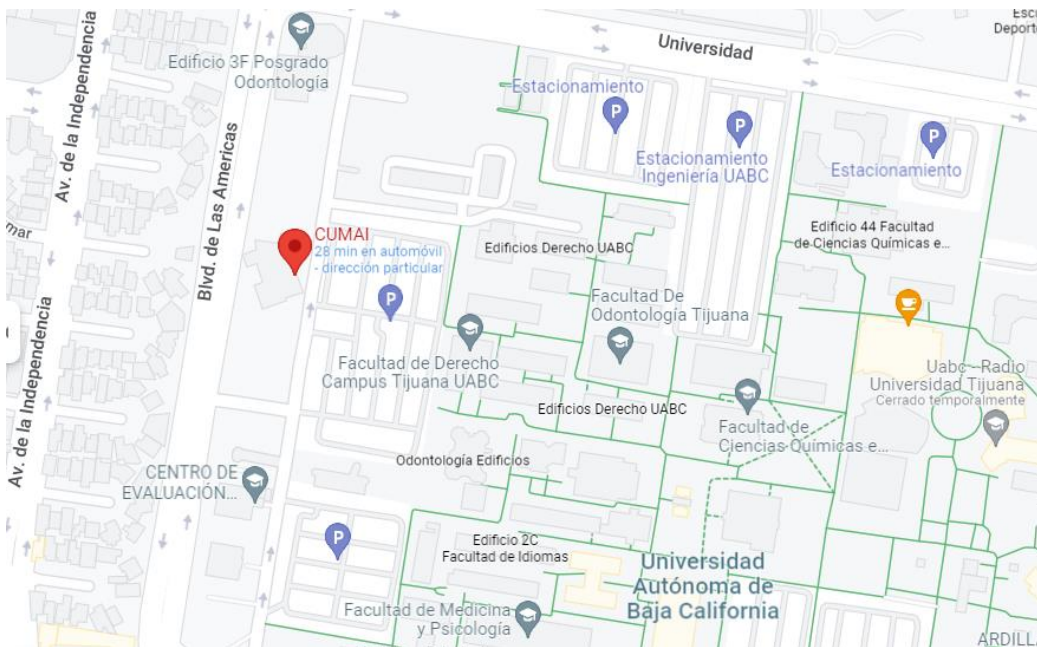 Universidad
Esc
Deporte
Edificio 3F Posgrado
Odontología
Av. de la Independencia
Blvd. de Las Americas
Estacionamiento
P
P
P
Estacionamiento
Ingeniería UABC
Estacionamiento
mar
CUMAI
28 min en automóvil
- dirección particular
Edificios Derecho UABC
Edificio 44 Facultad
de Ciencias Químicas e...
P
Facultad De
Odontología Tijuana
Av. de la Independencia
Facultad de Derecho
Campus Tijuana UABC
Uabc - Radio
Universidad Tijuana
Cerrado temporalmente
Edificios Derecho UABC
Facultad de
Ciencias Químicas e...
Odontología Edificios
CENTRO DE
EVALUACIÓN...
P
Edificio 2C
Facultad de Idiomas
Universidad
Autónoma de
Baja California
Facultad de Medicina
y Psicología
ARDILL